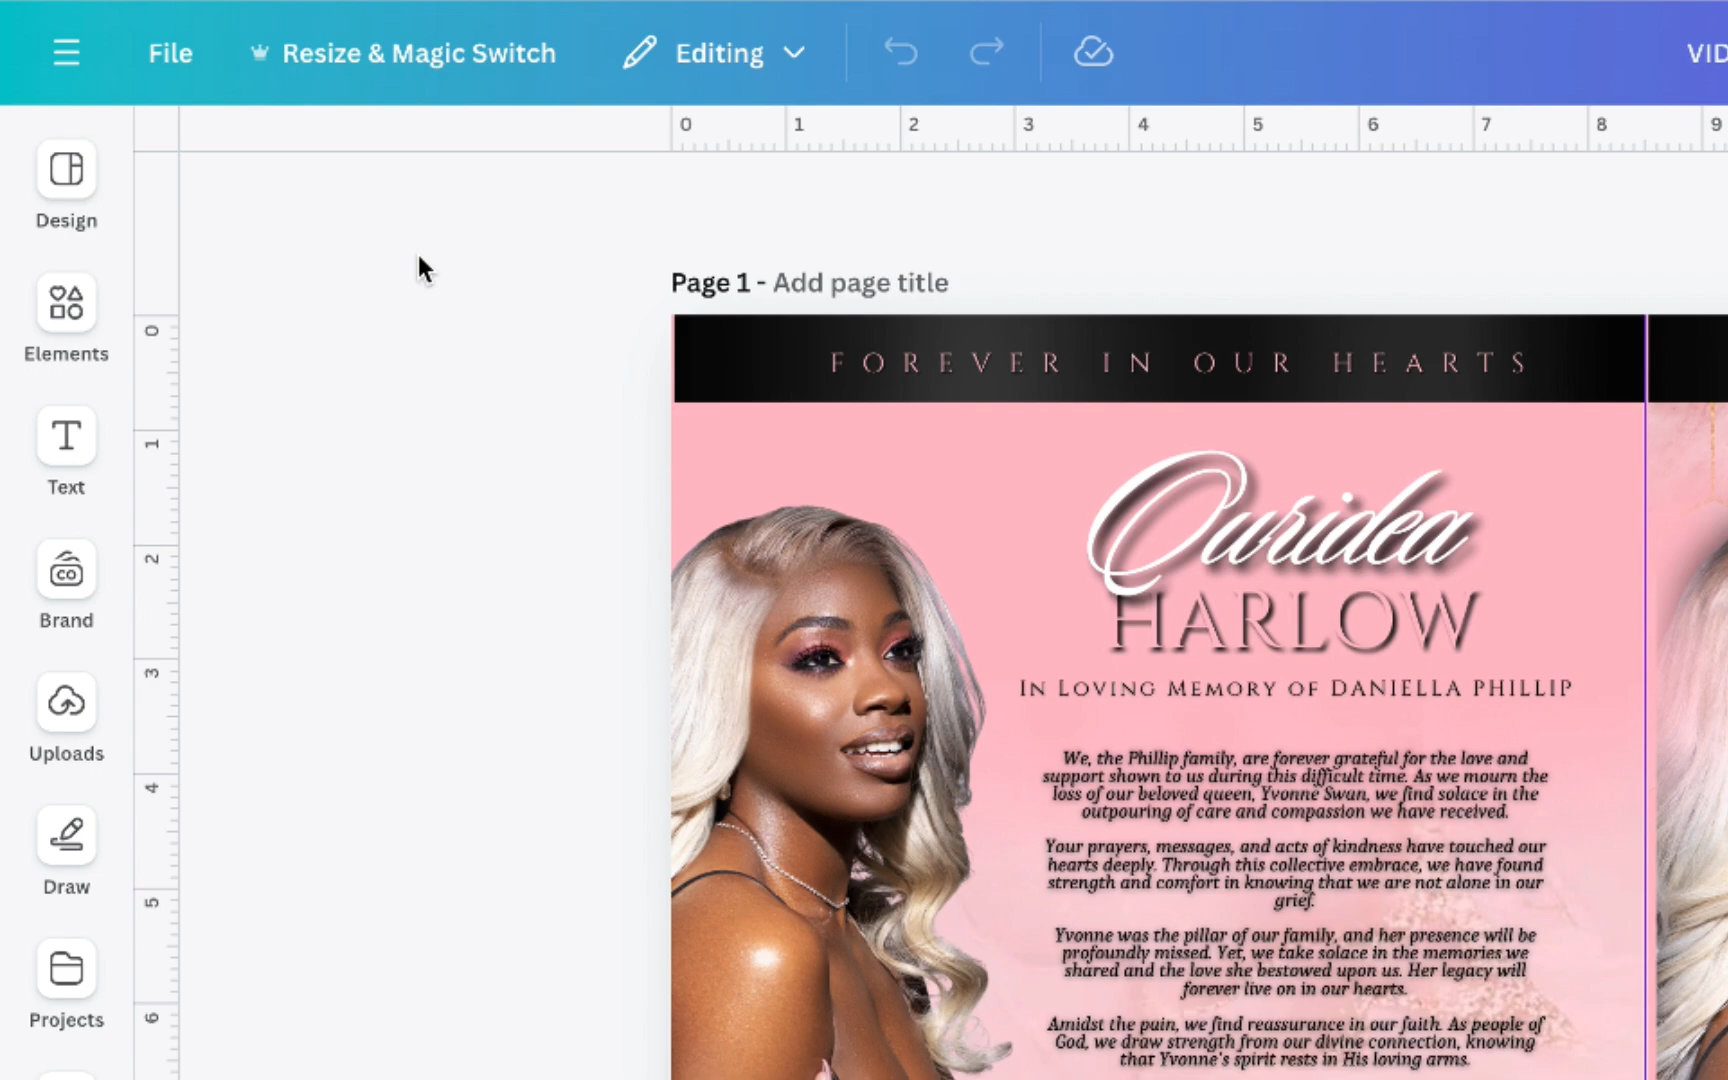 File
Resize & Magic Switch
Editing
VID
0 1 2 3 4 5 6 7 8 9
Design
Elements
Text
Brand
CO
Uploads
Draw
Projects
0
1
2
3
4
5
6
Page 1 - Add page title
FOREVER IN OUR HEARTS
Ouridea
HARLOW
In Loving Memory of DANIELLA PHILLIP
We, the Phillip family, are forever grateful for the love and
support shown to us during this difficult time. As we mourn the
loss of our beloved queen, Yvonne Swan, we find solace in the
outpouring of care and compassion we have received.
Your prayers, messages, and acts of kindness have touched our
hearts deeply. Through this collective embrace, we have found
strength and comfort in knowing that we are not alone in our
grief.
Yvonne was the pillar of our family, and her presence will be
profoundly missed. Yet, we take solace in the memories we
shared and the love she bestowed upon us. Her legacy will
forever live on in our hearts.
Amidst the pain, we find reassurance in our faith. As people of
God, we draw strength from our divine connection, knowing
that Yvonne's spirit rests in His loving arms.